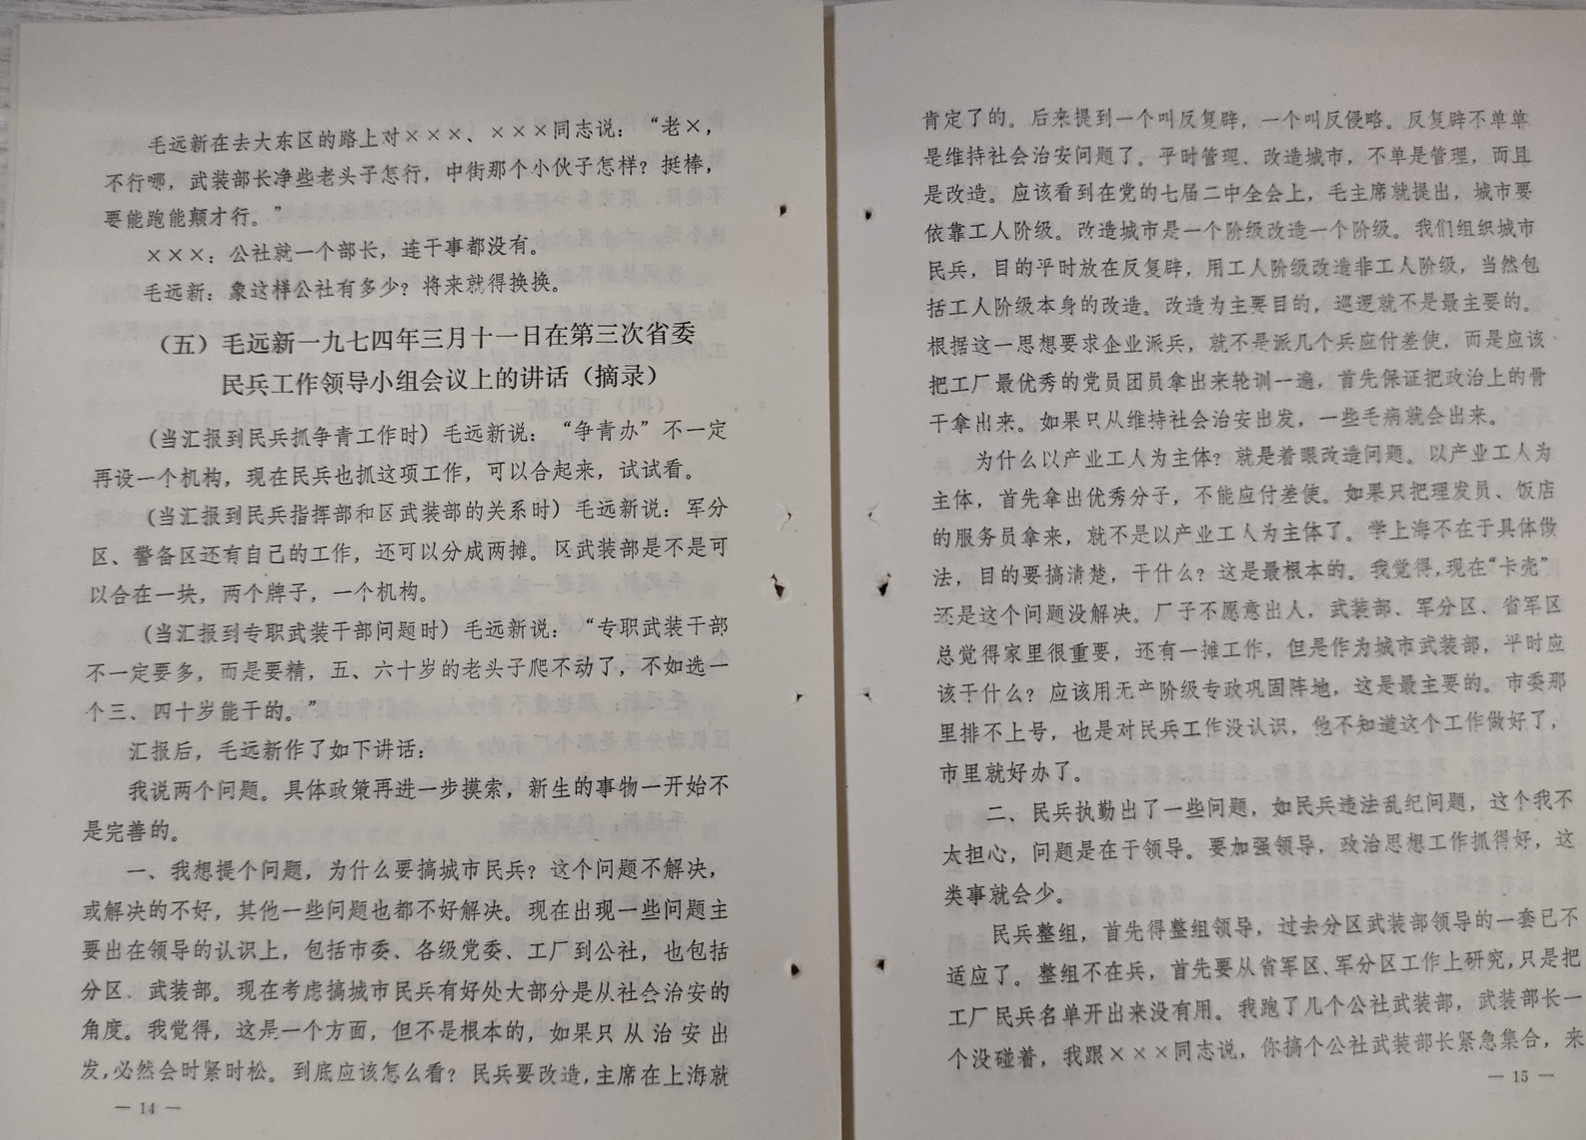 毛远新在去大东区的路上对×××、×××同志说：“老×，
不行哪，武装部长净些老头子怎行，中街那个小伙子怎样？挺棒，
要能跑能颠才行。”
×××：公社就一个部长，连干事都没有。
毛远新：象这样公社有多少？将来就得换换。
（五）毛远新一九七四年三月十一日在第三次省委
民兵工作领导小组会议上的讲话（摘录）
（当汇报到民兵抓争青工作时）毛远新说：“争青办”不一定
再设一个机构，现在民兵也抓这项工作，可以合起来，试试看。
（当汇报到民兵指挥部和区武装部的关系时）毛远新说：军分
区、警备区还有自己的工作，还可以分成两摊。区武装部是不是可
以合在一块，两个牌子，一个机构。
（当汇报到专职武装干部问题时）毛远新说：“专职武装干部
不一定要多，而是要精，五、六十岁的老头子爬不动了，不如选一
个三、四十岁能干的。”
汇报后，毛远新作了如下讲话：
我说两个问题。具体政策再进一步摸索，新生的事物一开始不
是完善的。
一、我想提个问题，为什么要搞城市民兵？这个问题不解决，
或解决的不好，其他一些问题也都不好解决。现在出现一些问题主
要出在领导的认识上，包括市委、各级党委、工厂到公社，也包括
分区、武装部。现在考虑搞城市民兵有好处大部分是从社会治安的
角度。我觉得，这是一个方面，但不是根本的，如果只从治安出
发，必然会时紧时松。到底应该怎么看？民兵要改造，主席在上海就
— 14 —
肯定了的。后来提到一个叫反复辟，一个叫反侵略。反复辟不单单
是维持社会治安问题了。平时管理、改造城市，不单是管理，而且
是改造。应该看到在党的七届二中全会上，毛主席就提出，城市要
依靠工人阶级。改造城市是一个阶级改造一个阶级。我们组织城市
民兵，目的平时放在反复辟，用工人阶级改造非工人阶级，当然包
括工人阶级本身的改造。改造为主要目的，巡逻就不是最主要的。
根据这一思想要求企业派兵，就不是派几个兵应付差使，而是应该
把工厂最优秀的党员团员拿出来轮训一遍，首先保证把政治上的骨
干拿出来。如果只从维持社会治安出发，一些毛病就会出来。
为什么以产业工人为主体？就是着眼改造问题。以产业工人为
主体，首先拿出优秀分子，不能应付差使。如果只把理发员、饭店
的服务员拿来，就不是以产业工人为主体了。学上海不在于具体做
法，目的要搞清楚，干什么？这是最根本的。我觉得，现在“卡壳”
还是这个问题没解决。厂子不愿意出人，武装部、军分区、省军区
总觉得家里很重要，还有一摊工作，但是作为城市武装部，平时应
该干什么？应该用无产阶级专政巩固阵地，这是最主要的。市委那
里排不上号，也是对民兵工作没认识，他不知道这个工作做好了，
市里就好办了。
二、民兵执勤出了一些问题，如民兵违法乱纪问题，这个我不
太担心，问题是在于领导。要加强领导，政治思想工作抓得好，这
类事就会少。
民兵整组，首先得整组领导，过去分区武装部领导的一套已不
适应了。整组不在兵，首先要从省军区、军分区工作上研究，只是把
工厂民兵名单开出来没有用。我跑了几个公社武装部，武装部长一
个没碰着，我跟×××同志说，你搞个公社武装部长紧急集合，来
— 15 —